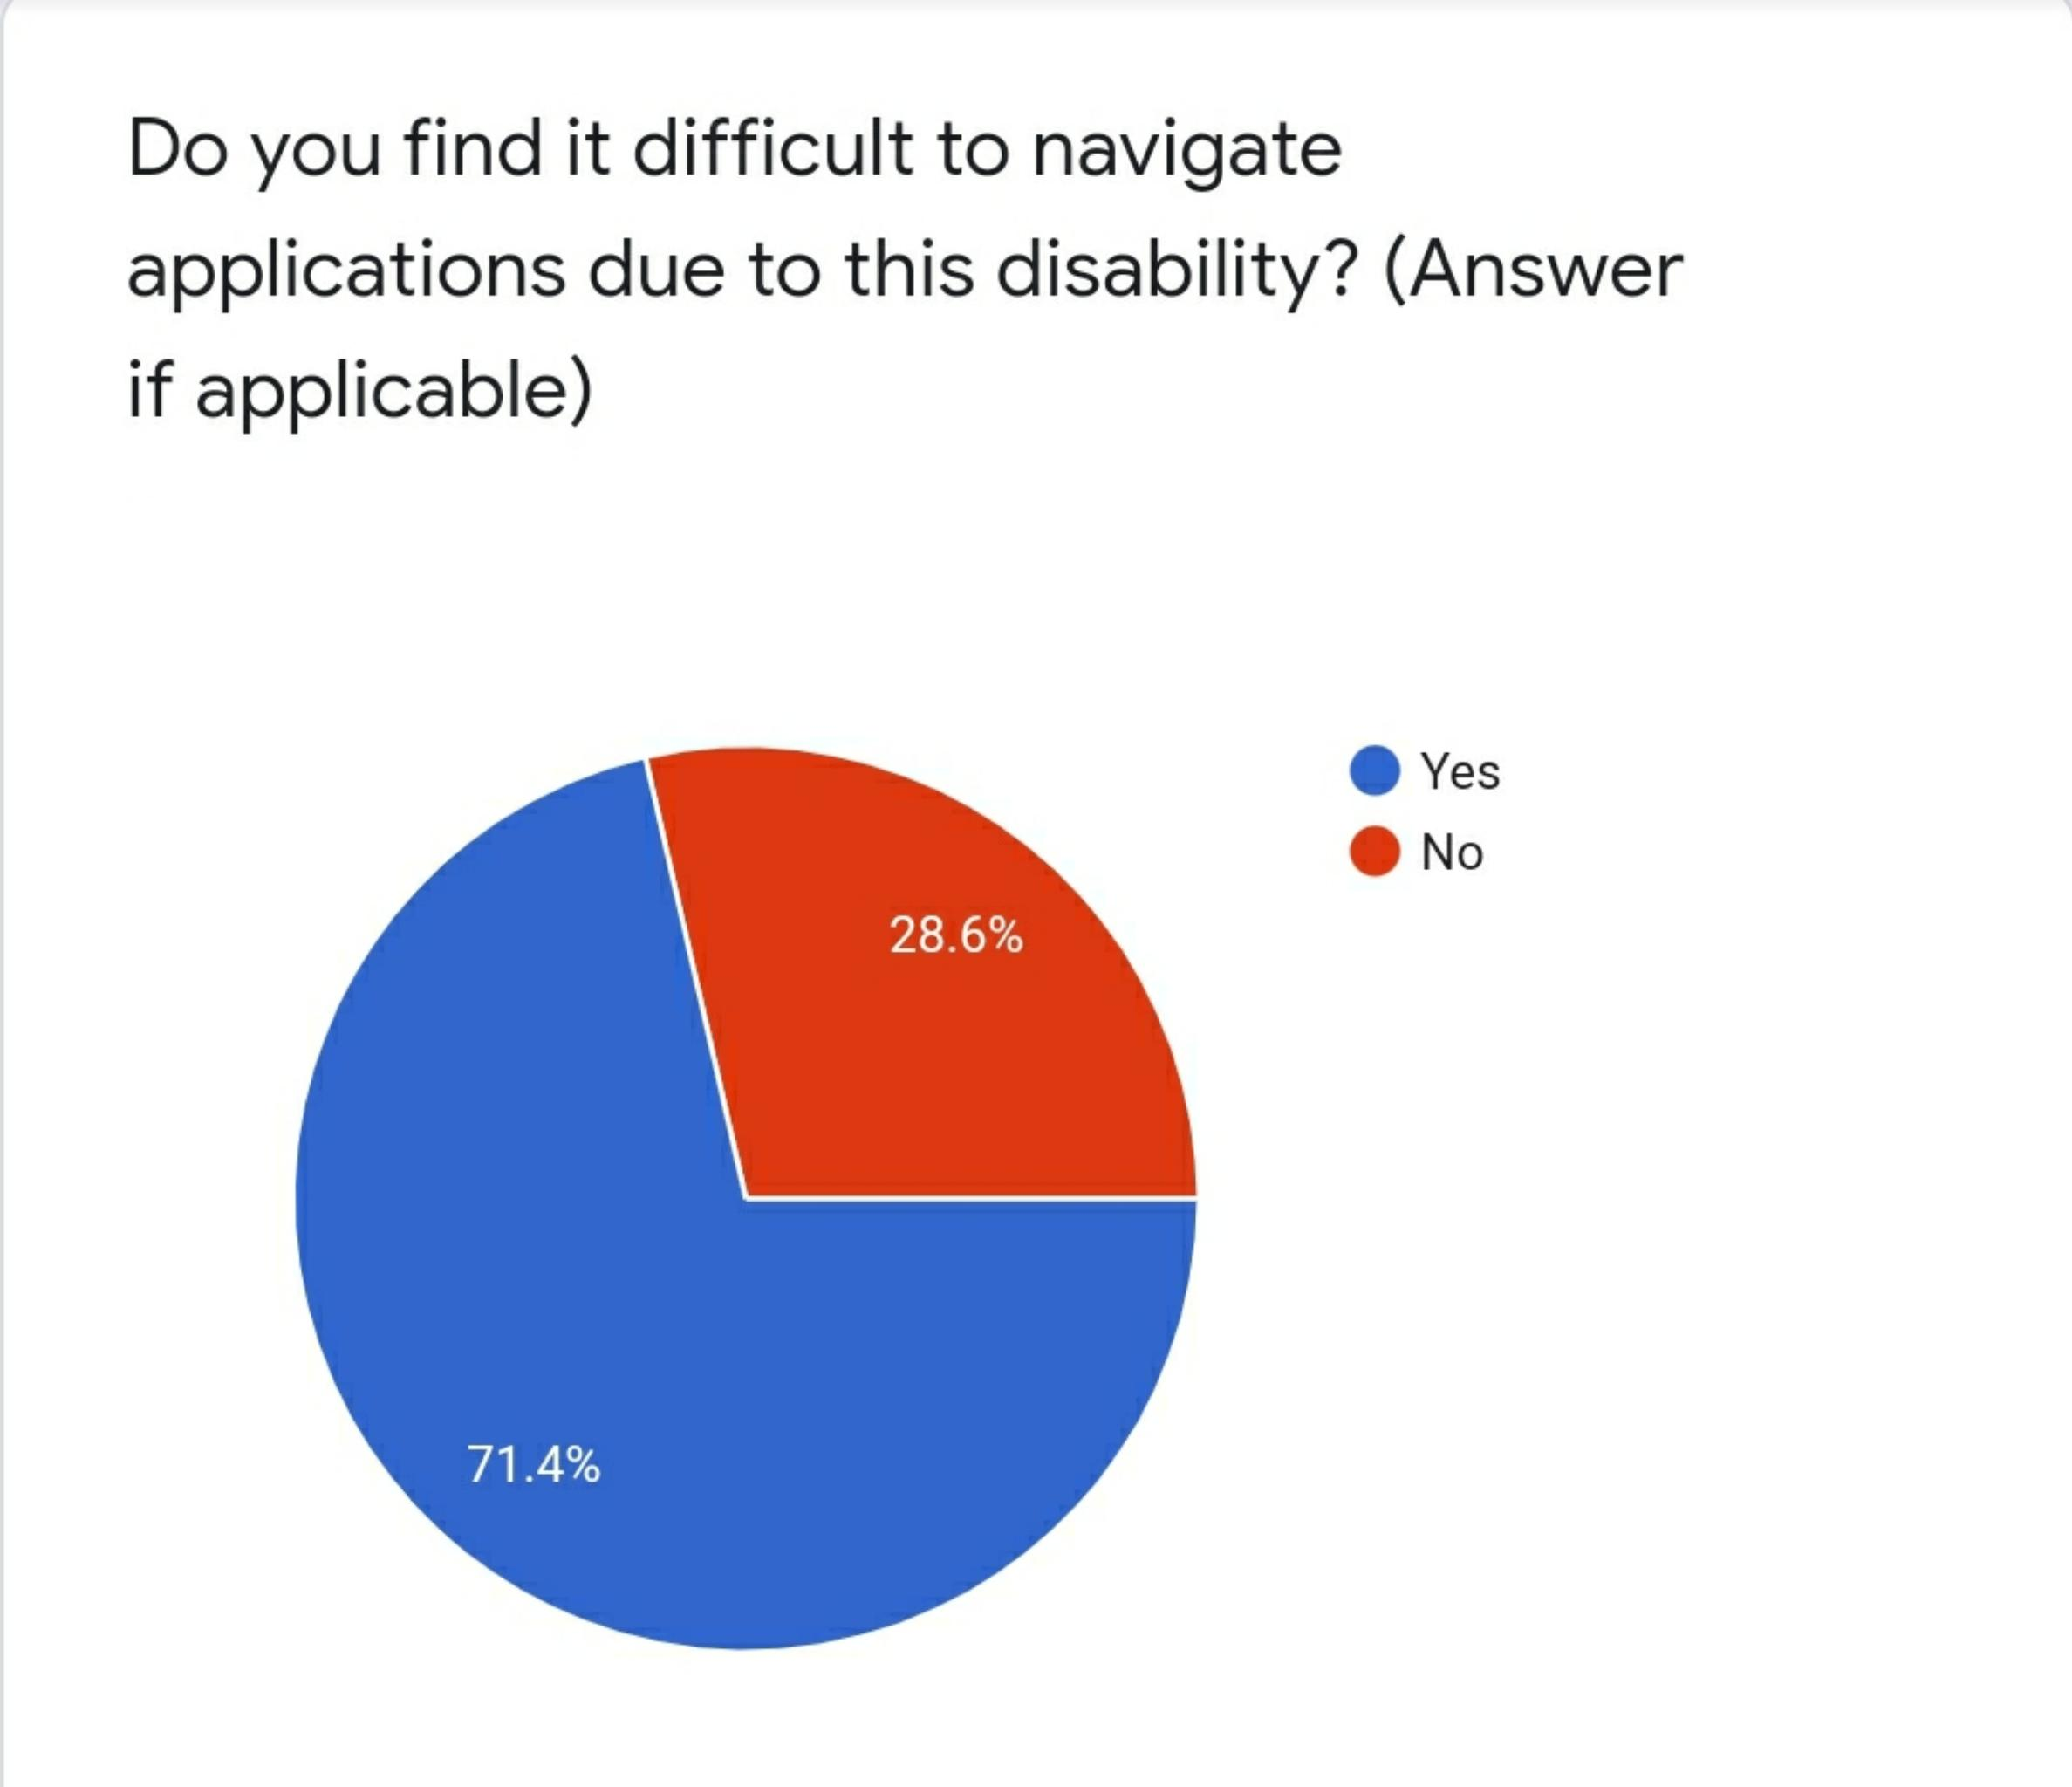 Do you find it difficult to navigate
applications due to this disability? (Answer
if applicable)
Yes
No
28.6%
71.4%